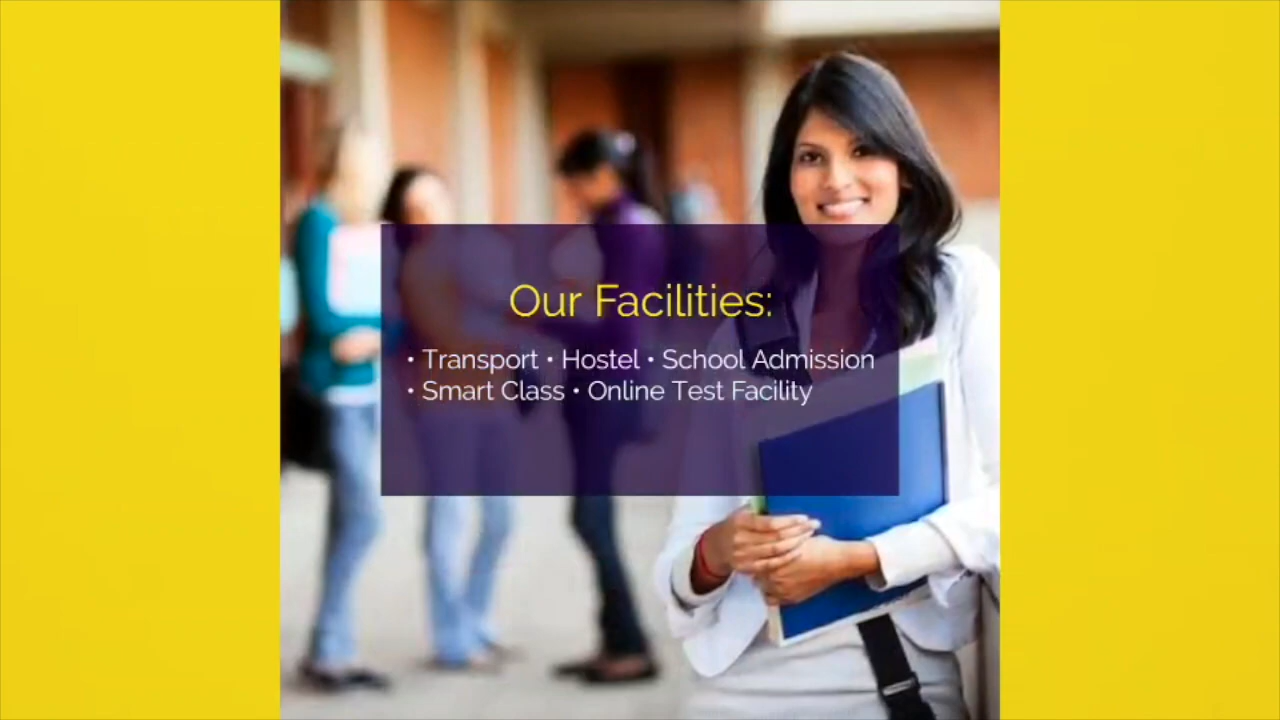 Our Facilities:
• Transport • Hostel • School Admission
• Smart Class • Online Test Facility